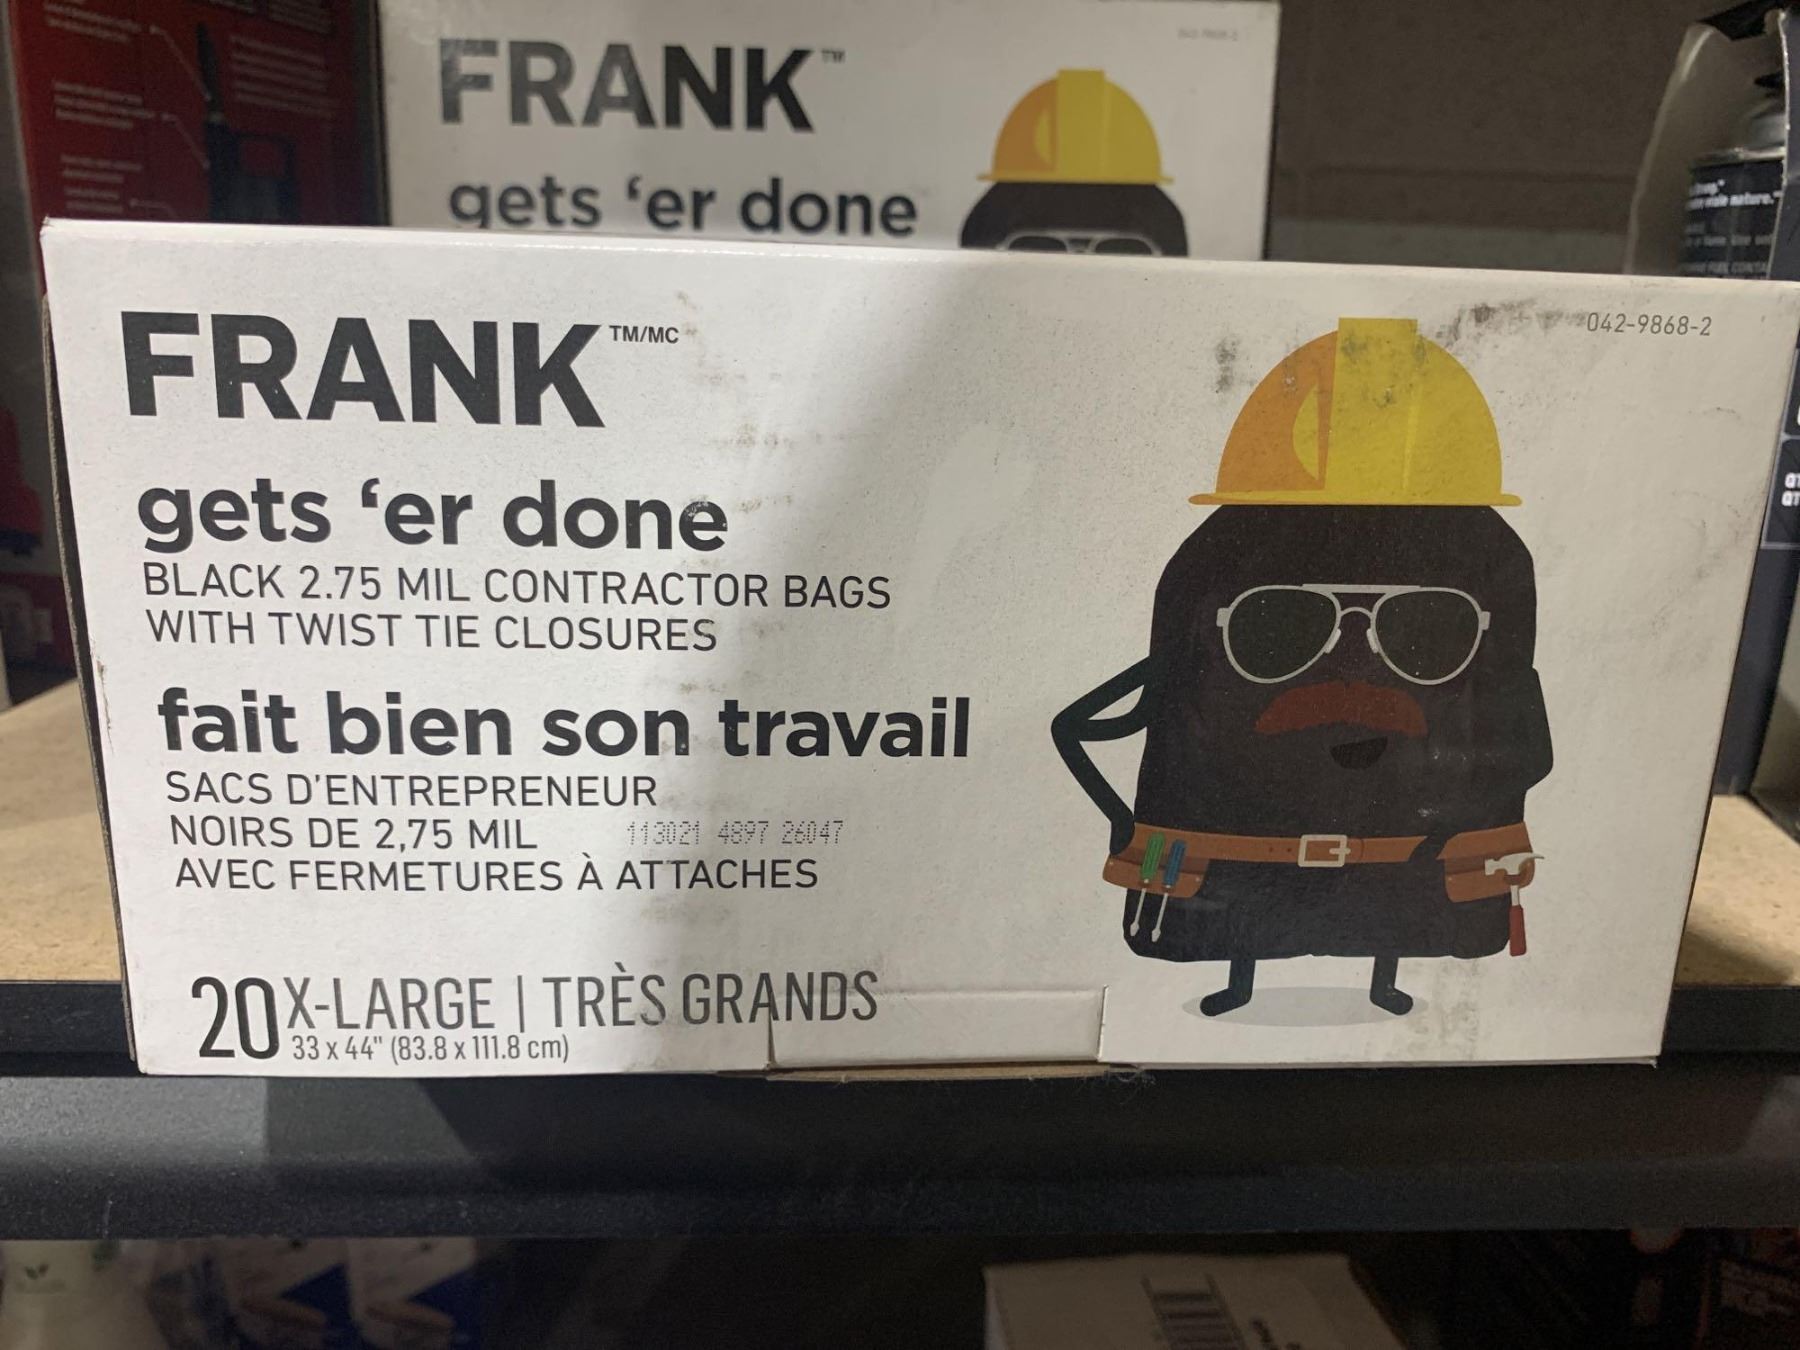 FRANK™
gets 'er done
FRANK TM/MC
042-9868-2
gets ‘er done
BLACK 2.75 MIL CONTRACTOR BAGS
WITH TWIST TIE CLOSURES
fait bien son travail
SACS D'ENTREPRENEUR
NOIRS DE 2,75 MIL
113021 4897 26047
AVEC FERMETURES À ATTACHES
20 X-LARGE | TRÈS GRANDS
33 x 44" (83.8 x 111.8 cm)
nature."